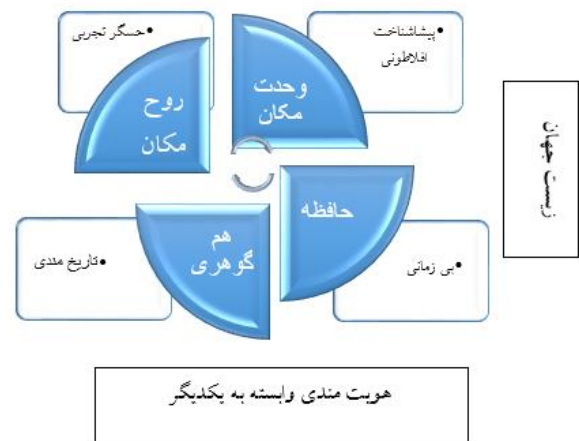 •پیشاشناخت
افلاطونی
وحدت
مکان
•حسگر تجربی
روح
مکان
حافظه
•بی زمانی
هم
گوهری
•تاریخ مندی
زیست جهان
هویت مندی وابسته به یکدیگر